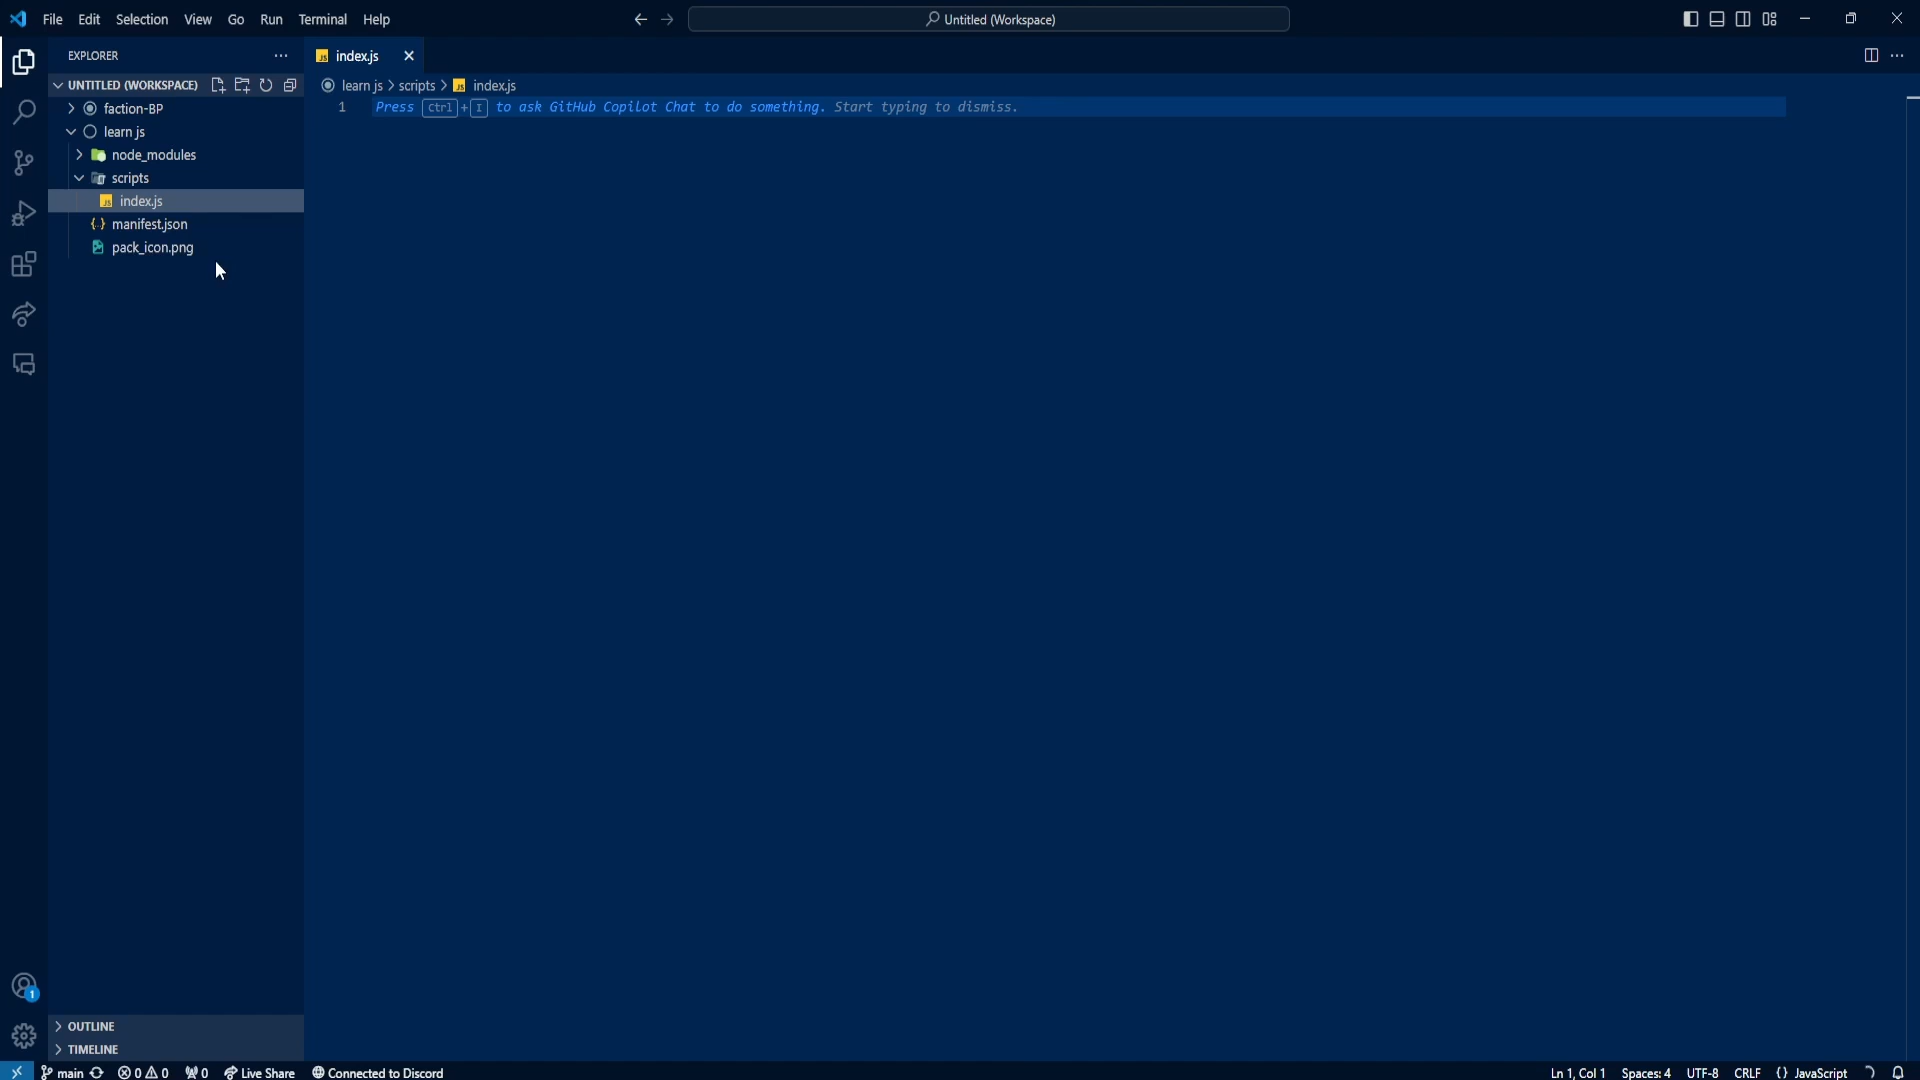 File Edit Selection View Go Run Terminal Help
Untitled (Workspace)
EXPLORER
index.js
UNTITLED (WORKSPACE)
learn js > scripts > JS index.js
faction-BP
1 Press Ctrl+I to ask GitHub Copilot Chat to do something. Start typing to dismiss.
learn js
node_modules
scripts
JS index.js
manifest.json
pack_icon.png
1
OUTLINE
TIMELINE
main 0 0 0 Live Share Connected to Discord Ln 1, Col 1 Spaces: 4 UTF-8 CRLF {} JavaScript